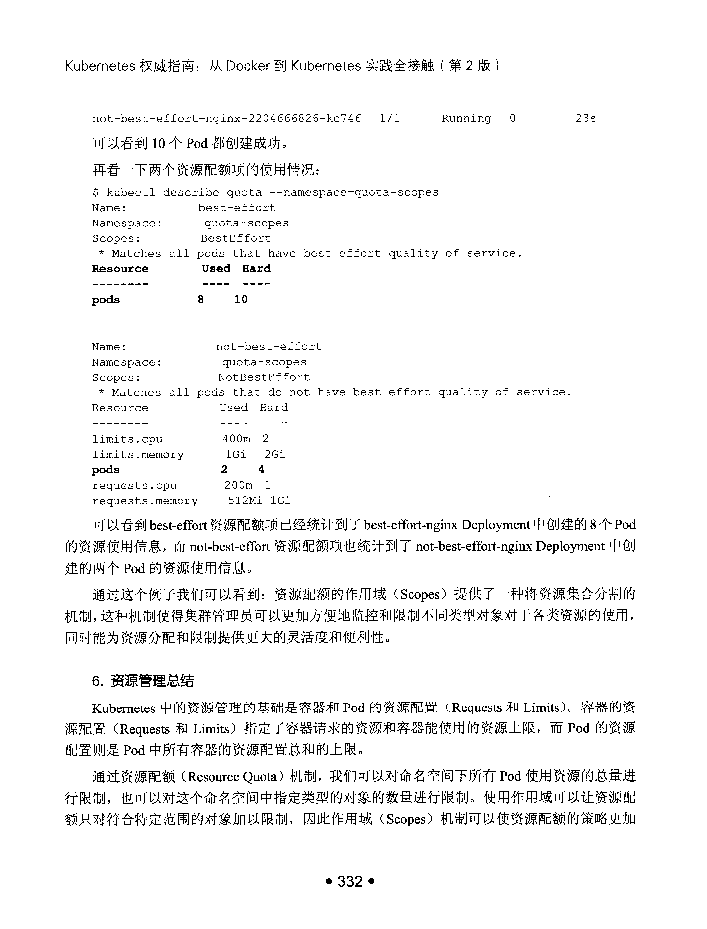 Kubernetes 权威指南：从 Docker 到 Kubernetes 实践全接触（第 2 版）
not-best-effort-nginx-2204666826-kc746 1/1 Running 0 23s
可以看到 10 个 Pod 都创建成功。
再看一下两个资源配额项的使用情况：
$ kubectl describe quota --namespace=quota-scopes
Name: best-effort
Namespace: quota-scopes
Scopes: BestEffort
* Matches all pods that have best effort quality of service.
Resource Used Hard
-------- ---- ----
pods 8 10
Name: not-best-effort
Namespace: quota-scopes
Scopes: NotBestEffort
* Matches all pods that do not have best effort quality of service.
Resource Used Hard
-------- ---- ----
limits.cpu 400m 2
limits.memory 1Gi 2Gi
pods 2 4
requests.cpu 200m 1
requests.memory 512Mi 1Gi
可以看到 best-effort 资源配额项已经统计到了 best-effort-nginx Deployment 中创建的 8 个 Pod
的资源使用信息，而 not-best-effort 资源配额项也统计到了 not-best-effort-nginx Deployment 中创
建的两个 Pod 的资源使用信息。
通过这个例子我们可以看到：资源配额的作用域（Scopes）提供了一种将资源集合分割的
机制，这种机制使得集群管理员可以更加方便地监控和限制不同类型对象对于各类资源的使用，
同时能为资源分配和限制提供更大的灵活度和便利性。
6. 资源管理总结
Kubernetes 中的资源管理的基础是容器和 Pod 的资源配置（Requests 和 Limits）。容器的资
源配置（Requests 和 Limits）指定了容器请求的资源和容器能使用的资源上限，而 Pod 的资源
配置则是 Pod 中所有容器的资源配置总和的上限。
通过资源配额（Resource Quota）机制，我们可以对命名空间下所有 Pod 使用资源的总量进
行限制，也可以对这个命名空间中指定类型的对象的数量进行限制。使用作用域可以让资源配
额只对符合特定范围的对象加以限制，因此作用域（Scopes）机制可以使资源配额的策略更加
• 332 •